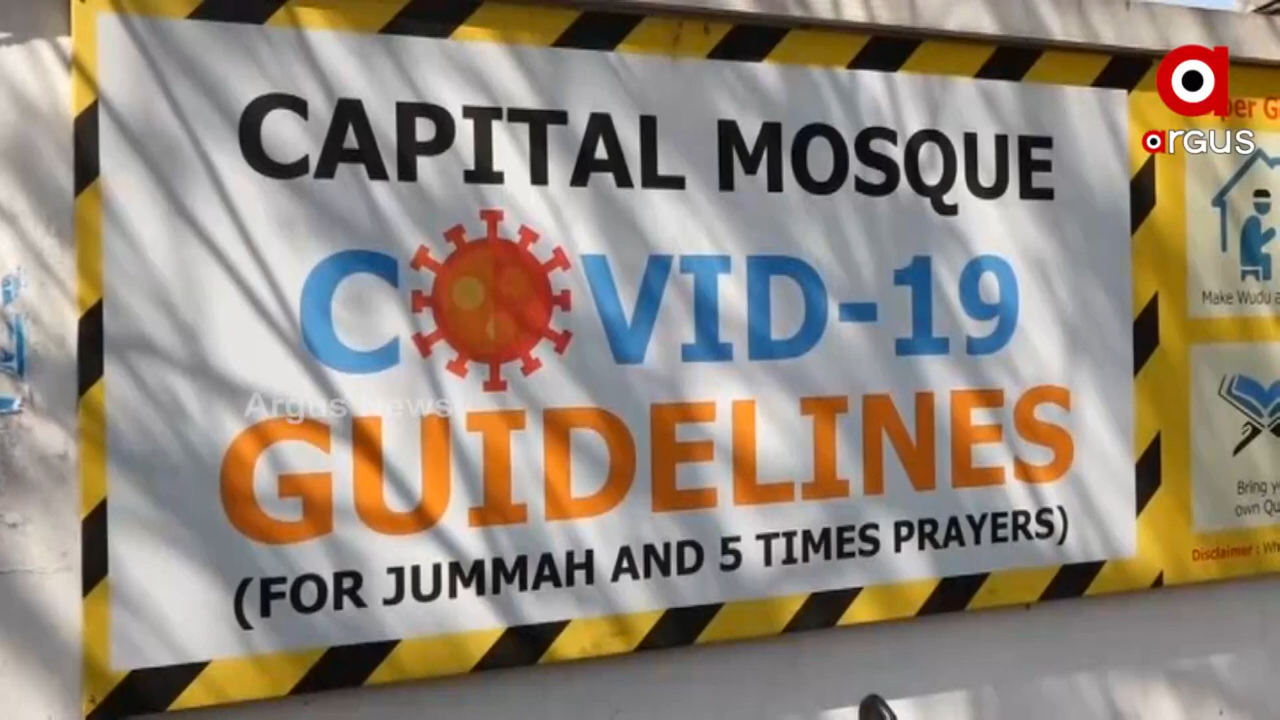 CAPITAL MOSQUE
COVID-19
GUIDELINES
(FOR JUMMAH AND 5 TIMES PRAYERS)
Argus News
argus
Make Wudu
Bring
own
Disclaimer :